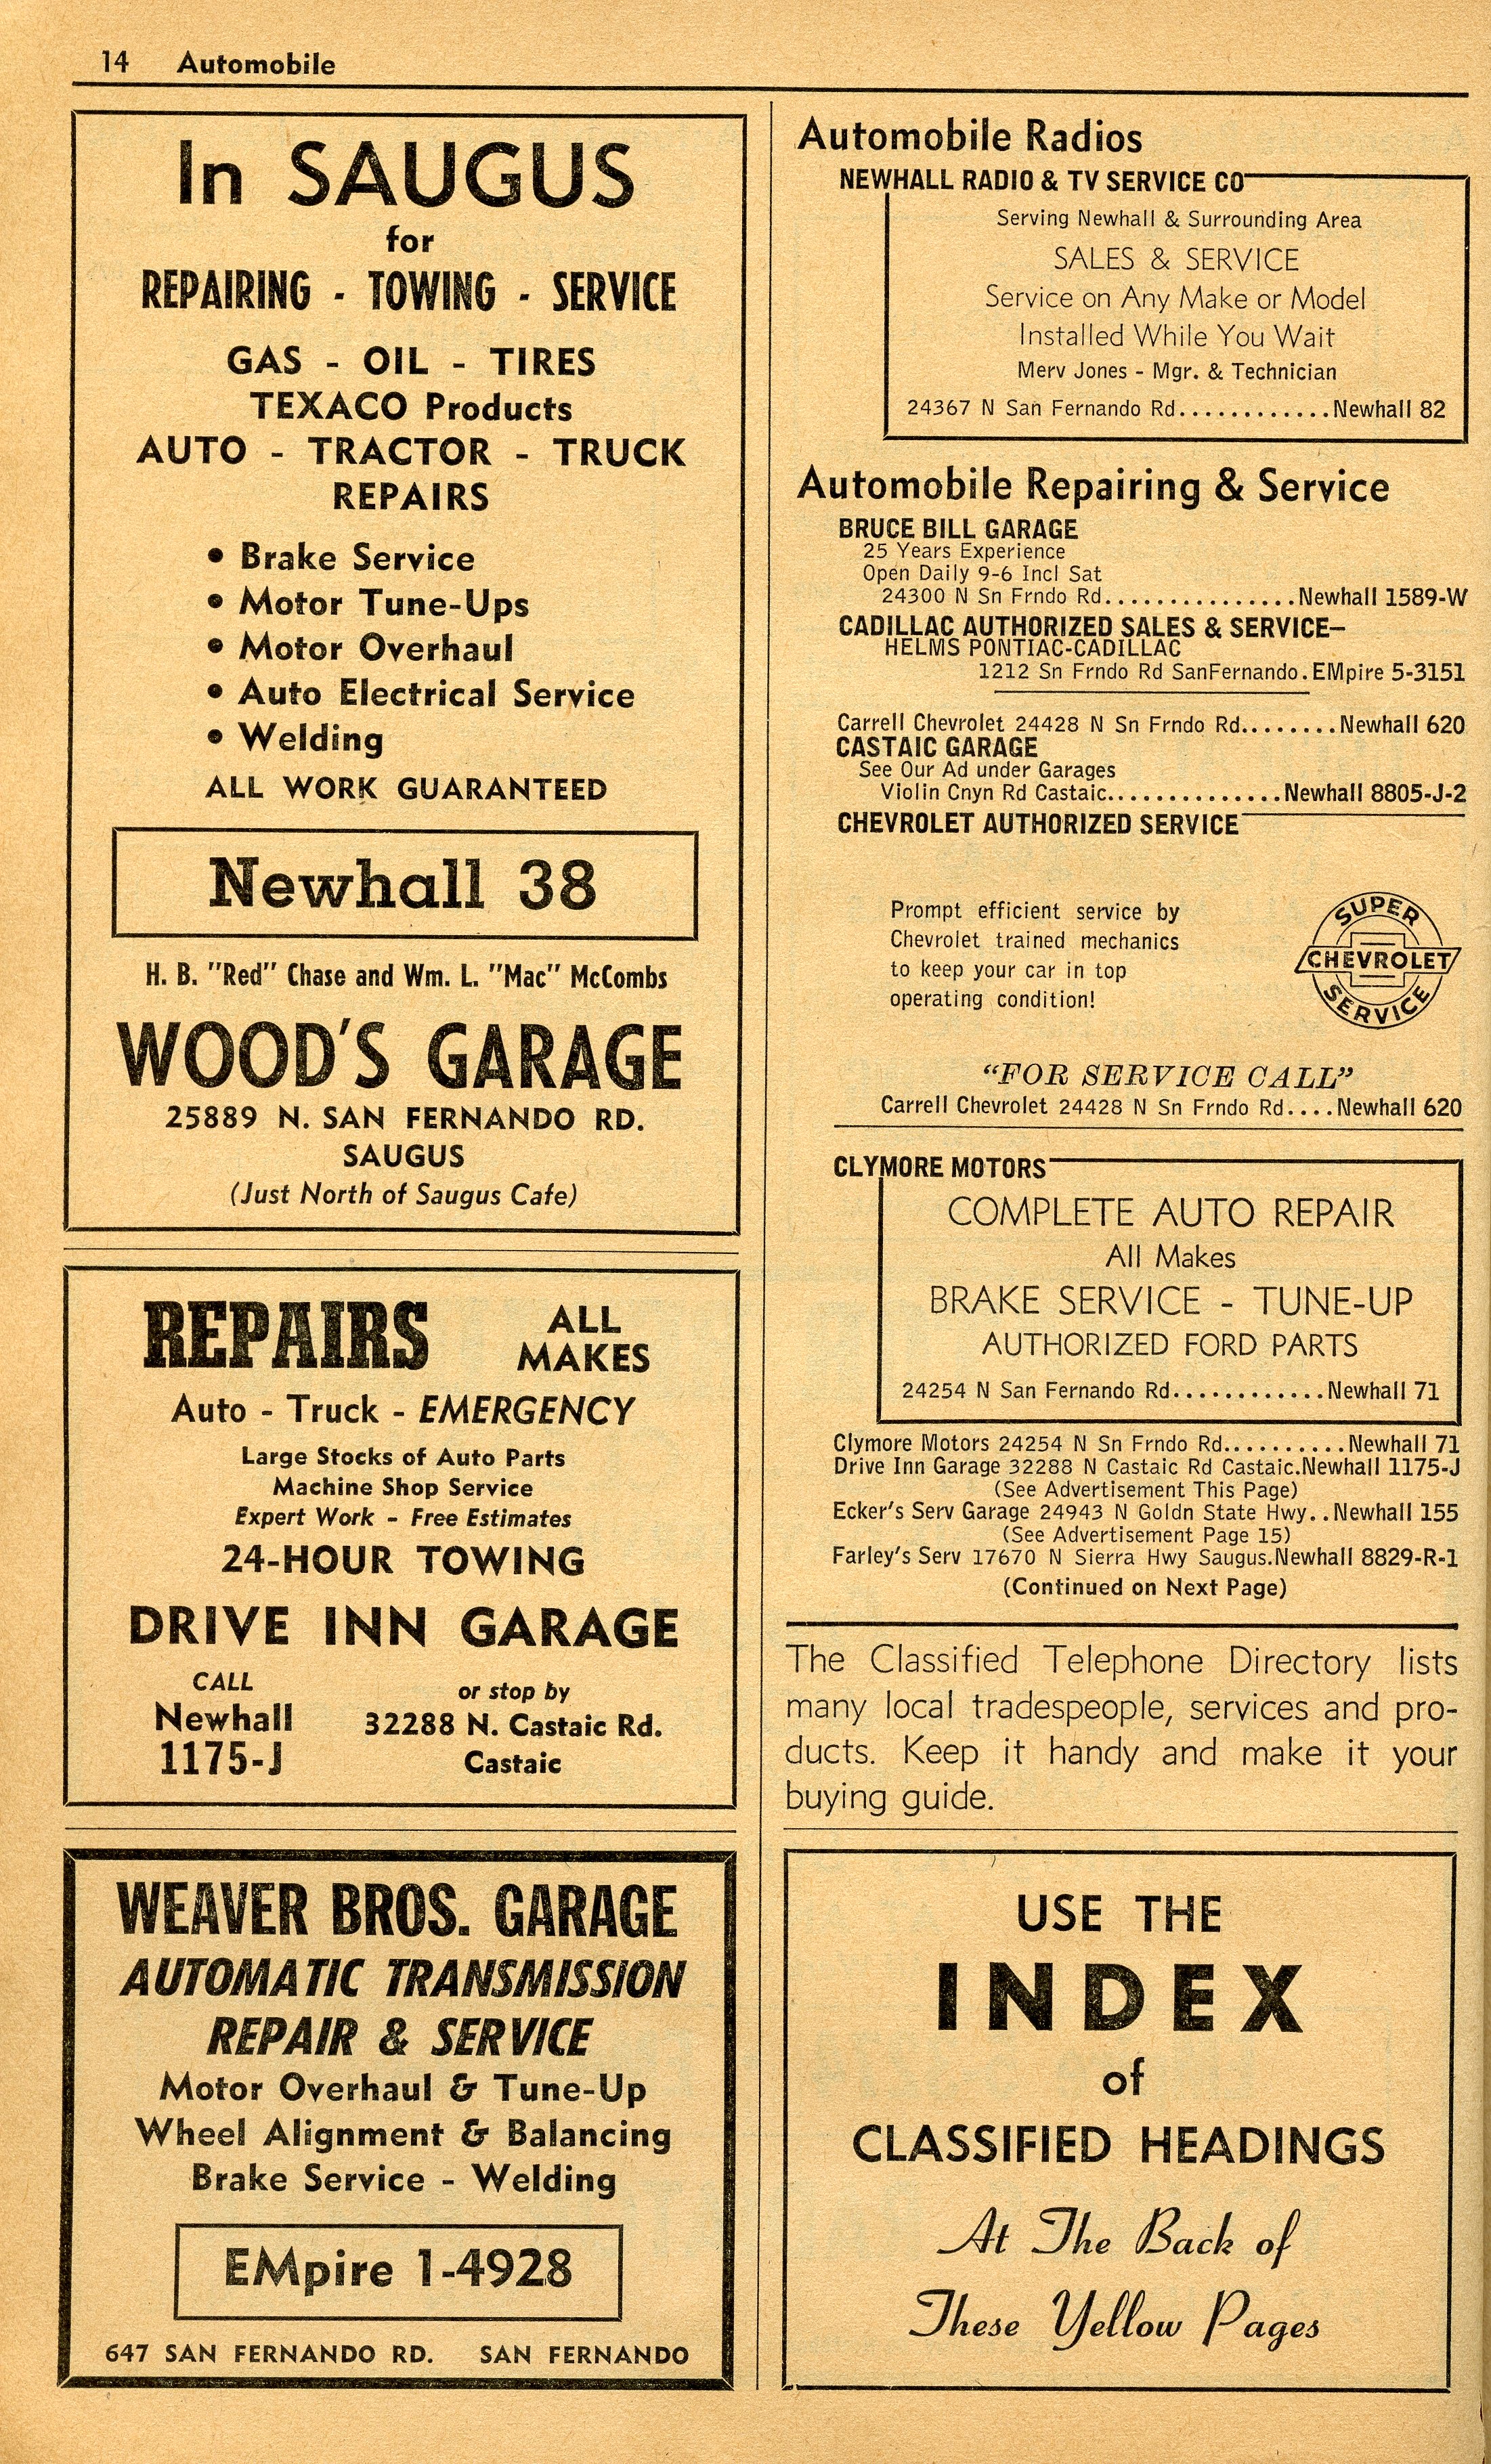 14 Automobile
In SAUGUS
for
REPAIRING - TOWING - SERVICE
GAS - OIL - TIRES
TEXACO Products
AUTO - TRACTOR - TRUCK
REPAIRS
• Brake Service
• Motor Tune-Ups
• Motor Overhaul
• Auto Electrical Service
• Welding
ALL WORK GUARANTEED
Newhall 38
H. B. "Red" Chase and Wm. L. "Mac" McCombs
WOOD'S GARAGE
25889 N. SAN FERNANDO RD.
SAUGUS
(Just North of Saugus Cafe)
REPAIRS ALL
MAKES
Auto - Truck - EMERGENCY
Large Stocks of Auto Parts
Machine Shop Service
Expert Work - Free Estimates
24-HOUR TOWING
DRIVE INN GARAGE
CALL
Newhall
1175-J
or stop by
32288 N. Castaic Rd.
Castaic
WEAVER BROS. GARAGE
AUTOMATIC TRANSMISSION
REPAIR & SERVICE
Motor Overhaul & Tune-Up
Wheel Alignment & Balancing
Brake Service - Welding
EMpire 1-4928
647 SAN FERNANDO RD. SAN FERNANDO
Automobile Radios
NEWHALL RADIO & TV SERVICE CO
Serving Newhall & Surrounding Area
SALES & SERVICE
Service on Any Make or Model
Installed While You Wait
Merv Jones - Mgr. & Technician
24367 N San Fernando Rd............Newhall 82
Automobile Repairing & Service
BRUCE BILL GARAGE
25 Years Experience
Open Daily 9-6 Incl Sat
24300 N Sn Frndo Rd...............Newhall 1589-W
CADILLAC AUTHORIZED SALES & SERVICE—
HELMS PONTIAC-CADILLAC
1212 Sn Frndo Rd SanFernando.EMpire 5-3151
Carrell Chevrolet 24428 N Sn Frndo Rd........Newhall 620
CASTAIC GARAGE
See Our Ad under Garages
Violin Cnyn Rd Castaic..............Newhall 8805-J-2
CHEVROLET AUTHORIZED SERVICE
Prompt efficient service by
Chevrolet trained mechanics
to keep your car in top
operating condition!
SUPER
CHEVROLET
SERVICE
"FOR SERVICE CALL"
Carrell Chevrolet 24428 N Sn Frndo Rd....Newhall 620
CLYMORE MOTORS
COMPLETE AUTO REPAIR
All Makes
BRAKE SERVICE - TUNE-UP
AUTHORIZED FORD PARTS
24254 N San Fernando Rd............Newhall 71
Clymore Motors 24254 N Sn Frndo Rd..........Newhall 71
Drive Inn Garage 32288 N Castaic Rd Castaic.Newhall 1175-J
(See Advertisement This Page)
Ecker's Serv Garage 24943 N Goldn State Hwy..Newhall 155
(See Advertisement Page 15)
Farley's Serv 17670 N Sierra Hwy Saugus.Newhall 8829-R-1
(Continued on Next Page)
The Classified Telephone Directory lists
many local tradespeople, services and pro-
ducts. Keep it handy and make it your
buying guide.
USE THE
INDEX
of
CLASSIFIED HEADINGS
At The Back of
These Yellow Pages